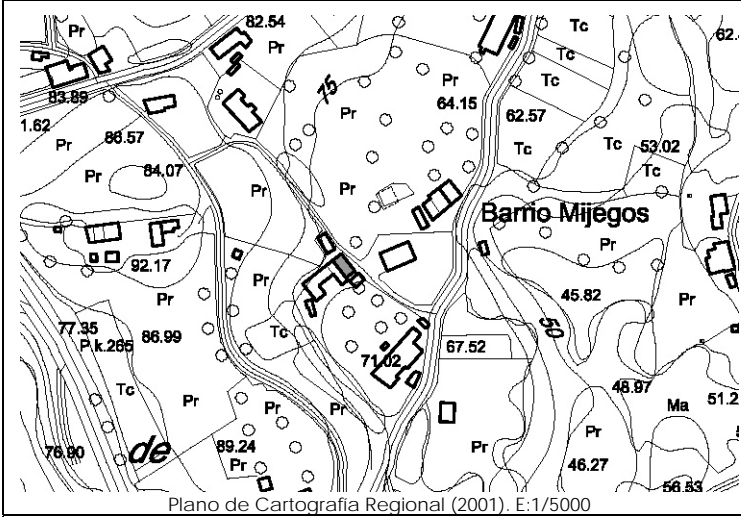 82.54
Pr
Pr
Tc
62.4
Tc
83.89
75
Pr
64.15
Tc
62.57
1.62
86.57
Pr
Tc
53.02
84.07
Pr
Pr
Pr
Tc
Barrio Mijegos
Pr
92.17
Pr
Pr
45.82
Pr
77.35
P.k.265
86.99
Tc
50
67.52
71.02
Tc
48.97
Ma
51.2
Pr
Pr
Pr
Pr
de
89.24
Pr
Pr
76.90
46.27
56.53
Plano de Cartografía Regional (2001). E:1/5000